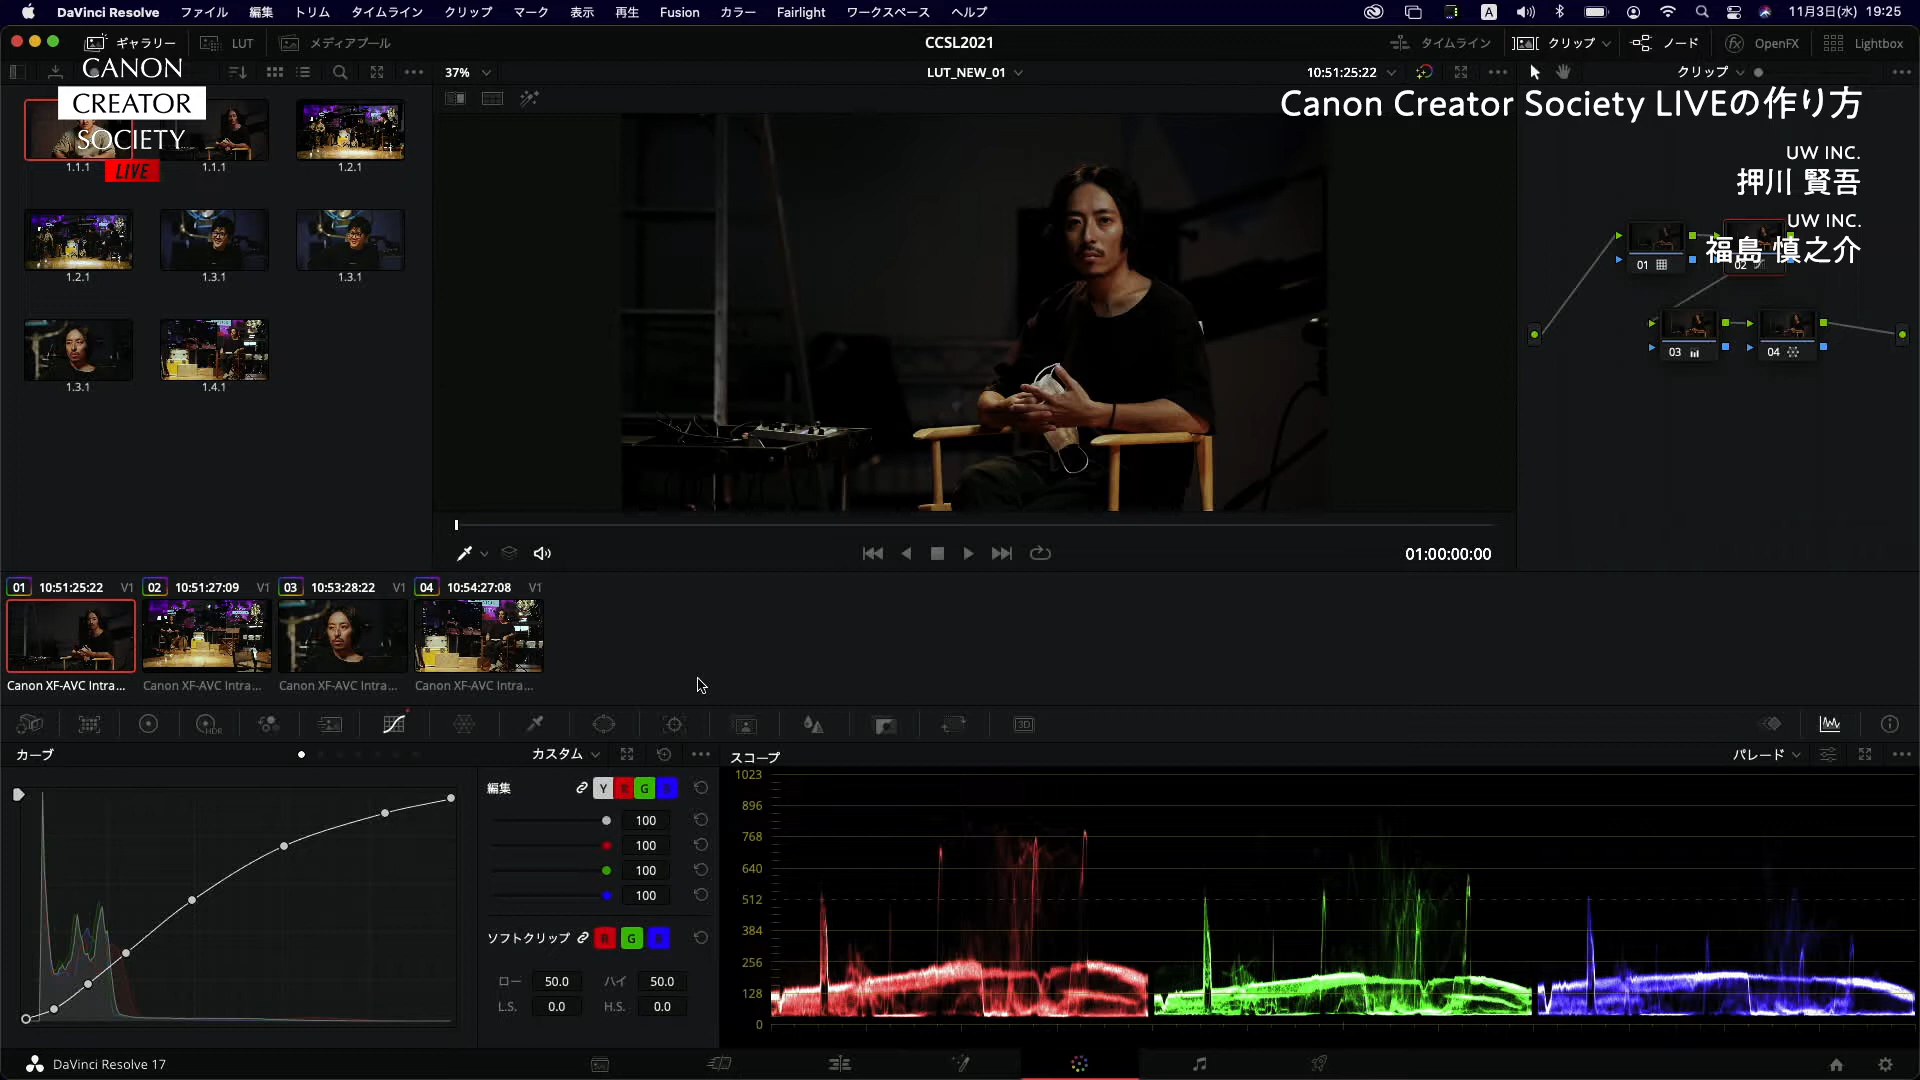 DaVinci Resolve ファイル 編集 トリム タイムライン クリップ マーク 表示 再生 Fusion カラー Fairlight ワークスペース ヘルプ A 11月3日(水) 19:25
ギャラリー LUT メディアプール CCSL2021 タイムライン クリップ ノード OpenFX Lightbox
37% LUT_NEW_01 10:51:25:22 クリップ
CANON
CREATOR
SOCIETY
LIVE
Canon Creator Society LIVEの作り方
UW INC.
押川 賢吾
UW INC.
福島 慎之介
1.1.1 1.1.1 1.2.1
1.2.1 1.3.1 1.3.1
1.3.1 1.4.1
01 02
03 04
01:00:00:00
01 10:51:25:22 V1 02 10:51:27:09 V1 03 10:53:28:22 V1 04 10:54:27:08 V1
Canon XF-AVC Intra... Canon XF-AVC Intra... Canon XF-AVC Intra... Canon XF-AVC Intra...
HDR 3D
カーブ カスタム
編集 Y R G B
100
100
100
100
ソフトクリップ R G B
ロー 50.0 ハイ 50.0
L.S. 0.0 H.S. 0.0
スコープ パレード
1023
896
768
640
512
384
256
128
0
DaVinci Resolve 17